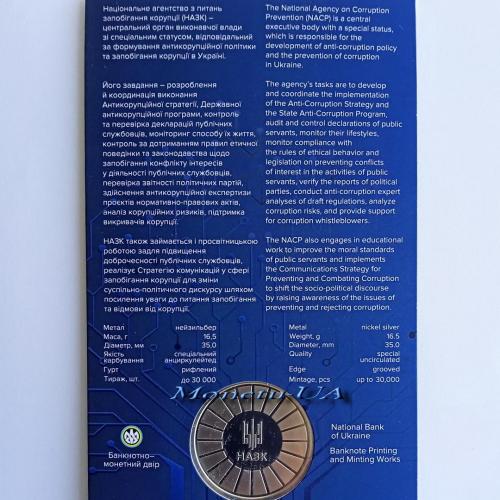 Національне агентство з питань
запобігання корупції (НАЗК) –
центральний орган виконавчої влади
зі спеціальним статусом, відповідальний
за формування антикорупційної політики
та запобігання корупції в Україні.
Його завдання – розроблення
й координація виконання
Антикорупційної стратегії, Державної
антикорупційної програми, контроль
та перевірка декларацій публічних
службовців, моніторинг способу їх життя,
контроль за дотриманням правил етичної
поведінки та законодавства щодо
запобігання конфлікту інтересів
у діяльності публічних службовців,
перевірка звітності політичних партій,
здійснення антикорупційної експертизи
проєктів нормативно-правових актів,
аналіз корупційних ризиків, підтримка
викривачів корупції.
НАЗК також займається і просвітницькою
роботою задля підвищення
доброчесності публічних службовців,
реалізує Стратегію комунікацій у сфері
запобігання корупції для зміни
суспільно-політичного дискурсу шляхом
посилення уваги до питання запобігання
та відмови від корупції.
Метал нейзильбер
Маса, г 16,5
Діаметр, мм 35,0
Якість карбування спеціальний анциркулейтед
Гурт рифлений
Тираж, шт. до 30 000
The National Agency on Corruption
Prevention (NACP) is a central
executive body with a special status,
which is responsible for the
development of anti-corruption policy
and the prevention of corruption
in Ukraine.
The agency's tasks are to develop
and coordinate the implementation
of the Anti-Corruption Strategy and
the State Anti-Corruption Program,
audit and control declarations of public
servants, monitor their lifestyles,
monitor compliance with
the rules of ethical behavior and
legislation on preventing conflicts
of interest in the activities of public
servants, verify the reports of political
parties, conduct anti-corruption expert
analyses of draft regulations, analyze
corruption risks, and provide support
for corruption whistleblowers.
The NACP also engages in educational
work to improve the moral standards
of public servants and implements
the Communications Strategy for
Preventing and Combating Corruption
to shift the socio-political discourse
by raising awareness of the issues of
preventing and rejecting corruption.
Metal nickel silver
Weight, g 16.5
Diameter, mm 35.0
Quality special uncirculated
Edge grooved
Mintage, pcs up to 30,000
Monetu-UA
НАЗК
Банкнотно–
монетний двір
National Bank
of Ukraine
Banknote Printing
and Minting Works